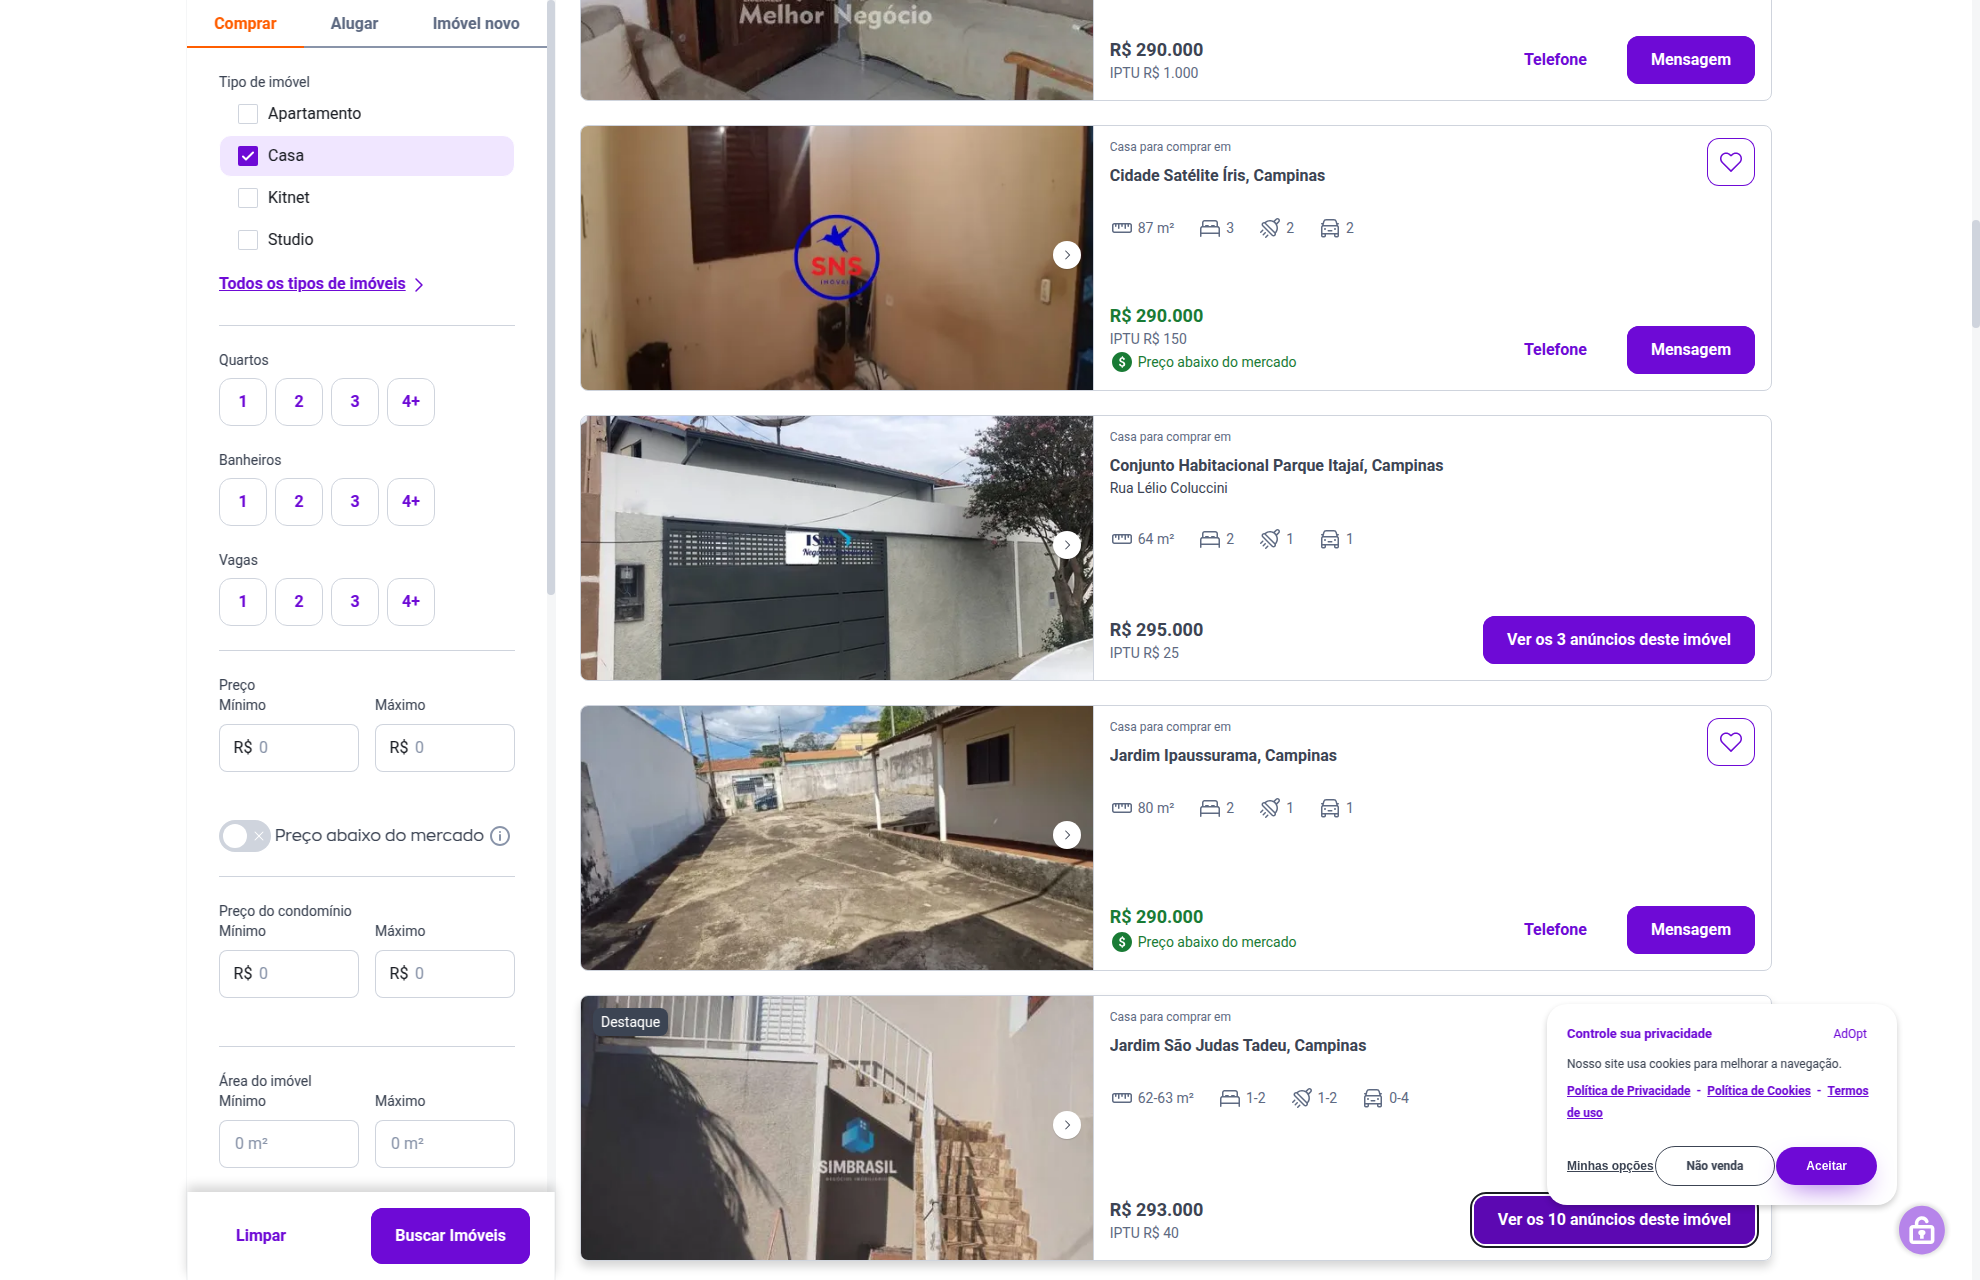 Comprar
Alugar
Imóvel novo
Tipo de imóvel
Apartamento
Casa
Kitnet
Studio
Todos os tipos de imóveis
Quartos
1
2
3
4+
Banheiros
1
2
3
4+
Vagas
1
2
3
4+
Preço
Mínimo
Máximo
R$ 0
R$ 0
Preço abaixo do mercado
Preço do condomínio
Mínimo
Máximo
R$ 0
R$ 0
Área do imóvel
Mínimo
Máximo
0 m²
0 m²
Limpar
Buscar Imóveis
Melhor Negócio
R$ 290.000
IPTU R$ 1.000
Telefone
Mensagem
SNS
IMÓVEIS
Casa para comprar em
Cidade Satélite Íris, Campinas
87 m²
3
2
2
R$ 290.000
IPTU R$ 150
$ Preço abaixo do mercado
Telefone
Mensagem
Casa para comprar em
Conjunto Habitacional Parque Itajaí, Campinas
Rua Lélio Coluccini
64 m²
2
1
1
R$ 295.000
IPTU R$ 25
Ver os 3 anúncios deste imóvel
Casa para comprar em
Jardim Ipaussurama, Campinas
80 m²
2
1
1
R$ 290.000
$ Preço abaixo do mercado
Telefone
Mensagem
Destaque
SIMBRASIL
NEGÓCIOS IMOBILIÁRIOS
Casa para comprar em
Jardim São Judas Tadeu, Campinas
62-63 m²
1-2
1-2
0-4
R$ 293.000
IPTU R$ 40
Ver os 10 anúncios deste imóvel
Controle sua privacidade
AdOpt
Nosso site usa cookies para melhorar a navegação.
Política de Privacidade - Política de Cookies - Termos
de uso
Minhas opções
Não venda
Aceitar